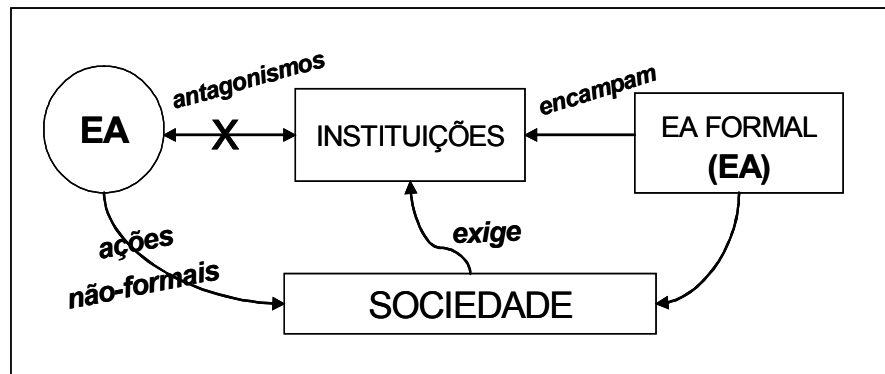 antagonismos
encampam
EA
X
INSTITUIÇÕES
EA FORMAL
(EA)
exige
ações
não-formais
SOCIEDADE